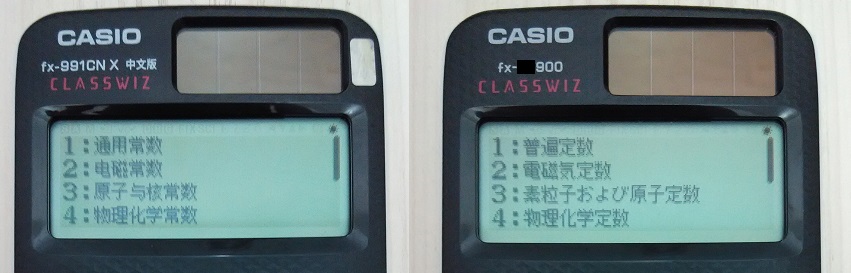 CASIO
fx-991CN X 中文版
CLASSWIZ
1:通用常数
2:电磁常数
3:原子与核常数
4:物理化学常数
CASIO
fx- 900
CLASSWIZ
1:普遍定数
2:電磁気定数
3:素粒子および原子定数
4:物理化学定数